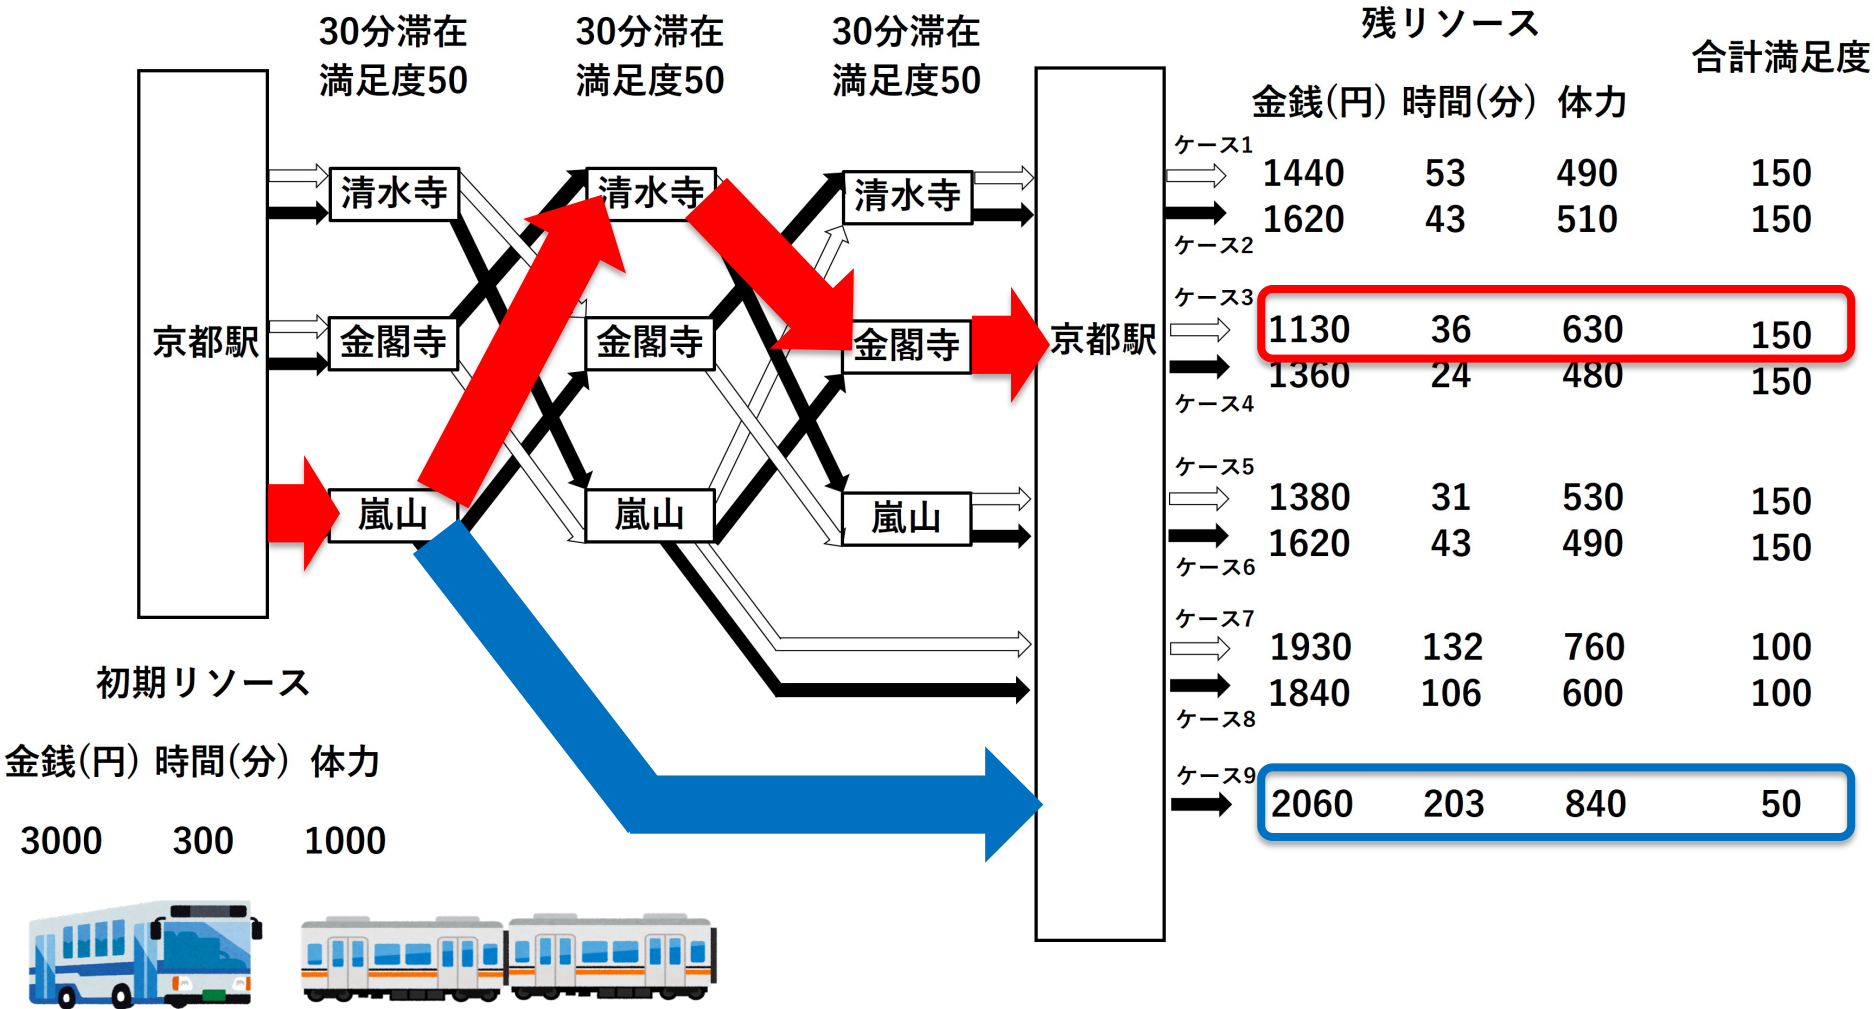 30分滞在
満足度50
30分滞在
満足度50
30分滞在
満足度50
残リソース
合計満足度
金銭(円) 時間(分) 体力
京都駅
清水寺
金閣寺
嵐山
清水寺
金閣寺
嵐山
清水寺
金閣寺
嵐山
京都駅
ケース1
1440 53 490 150
1620 43 510 150
ケース2
ケース3
1130 36 630 150
1360 24 480 150
ケース4
ケース5
1380 31 530 150
1620 43 490 150
ケース6
ケース7
1930 132 760 100
1840 106 600 100
ケース8
ケース9
2060 203 840 50
初期リソース
金銭(円) 時間(分) 体力
3000 300 1000